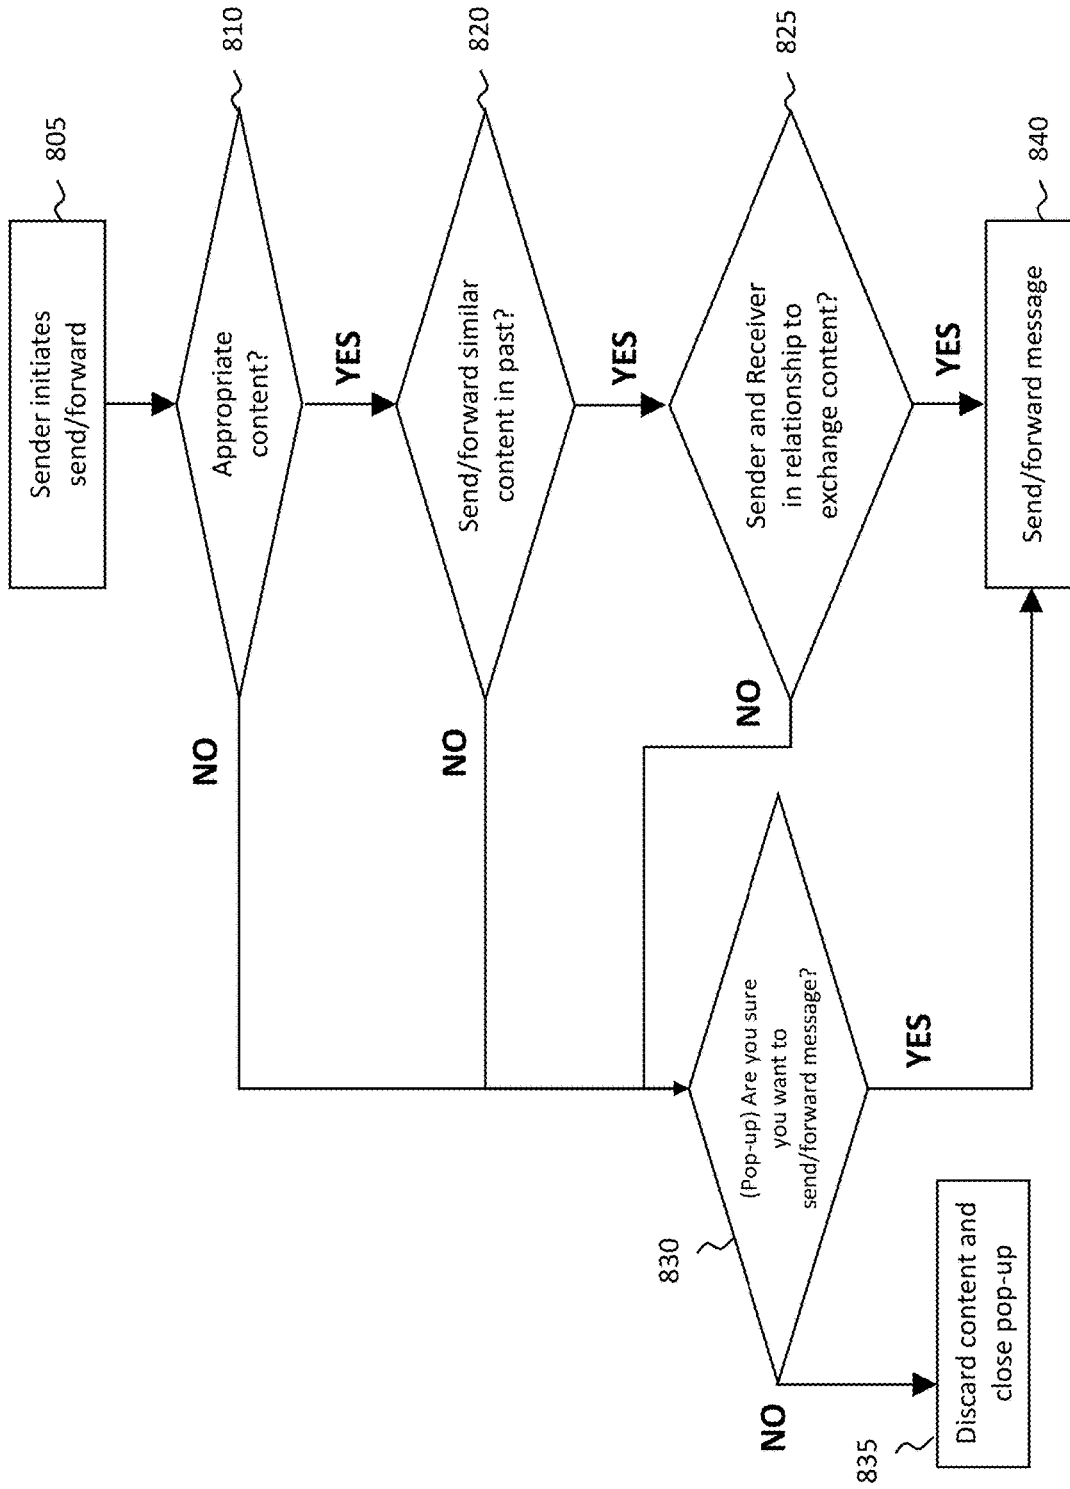 Sender initiates
send/forward
805
Appropriate
content?
810
NO
YES
Send/forward similar
content in past?
820
NO
YES
Sender and Receiver
in relationship to
exchange content?
825
NO
YES
(Pop-up) Are you sure
you want to
send/forward message?
830
NO
YES
Discard content and
close pop-up
835
Send/forward message
840